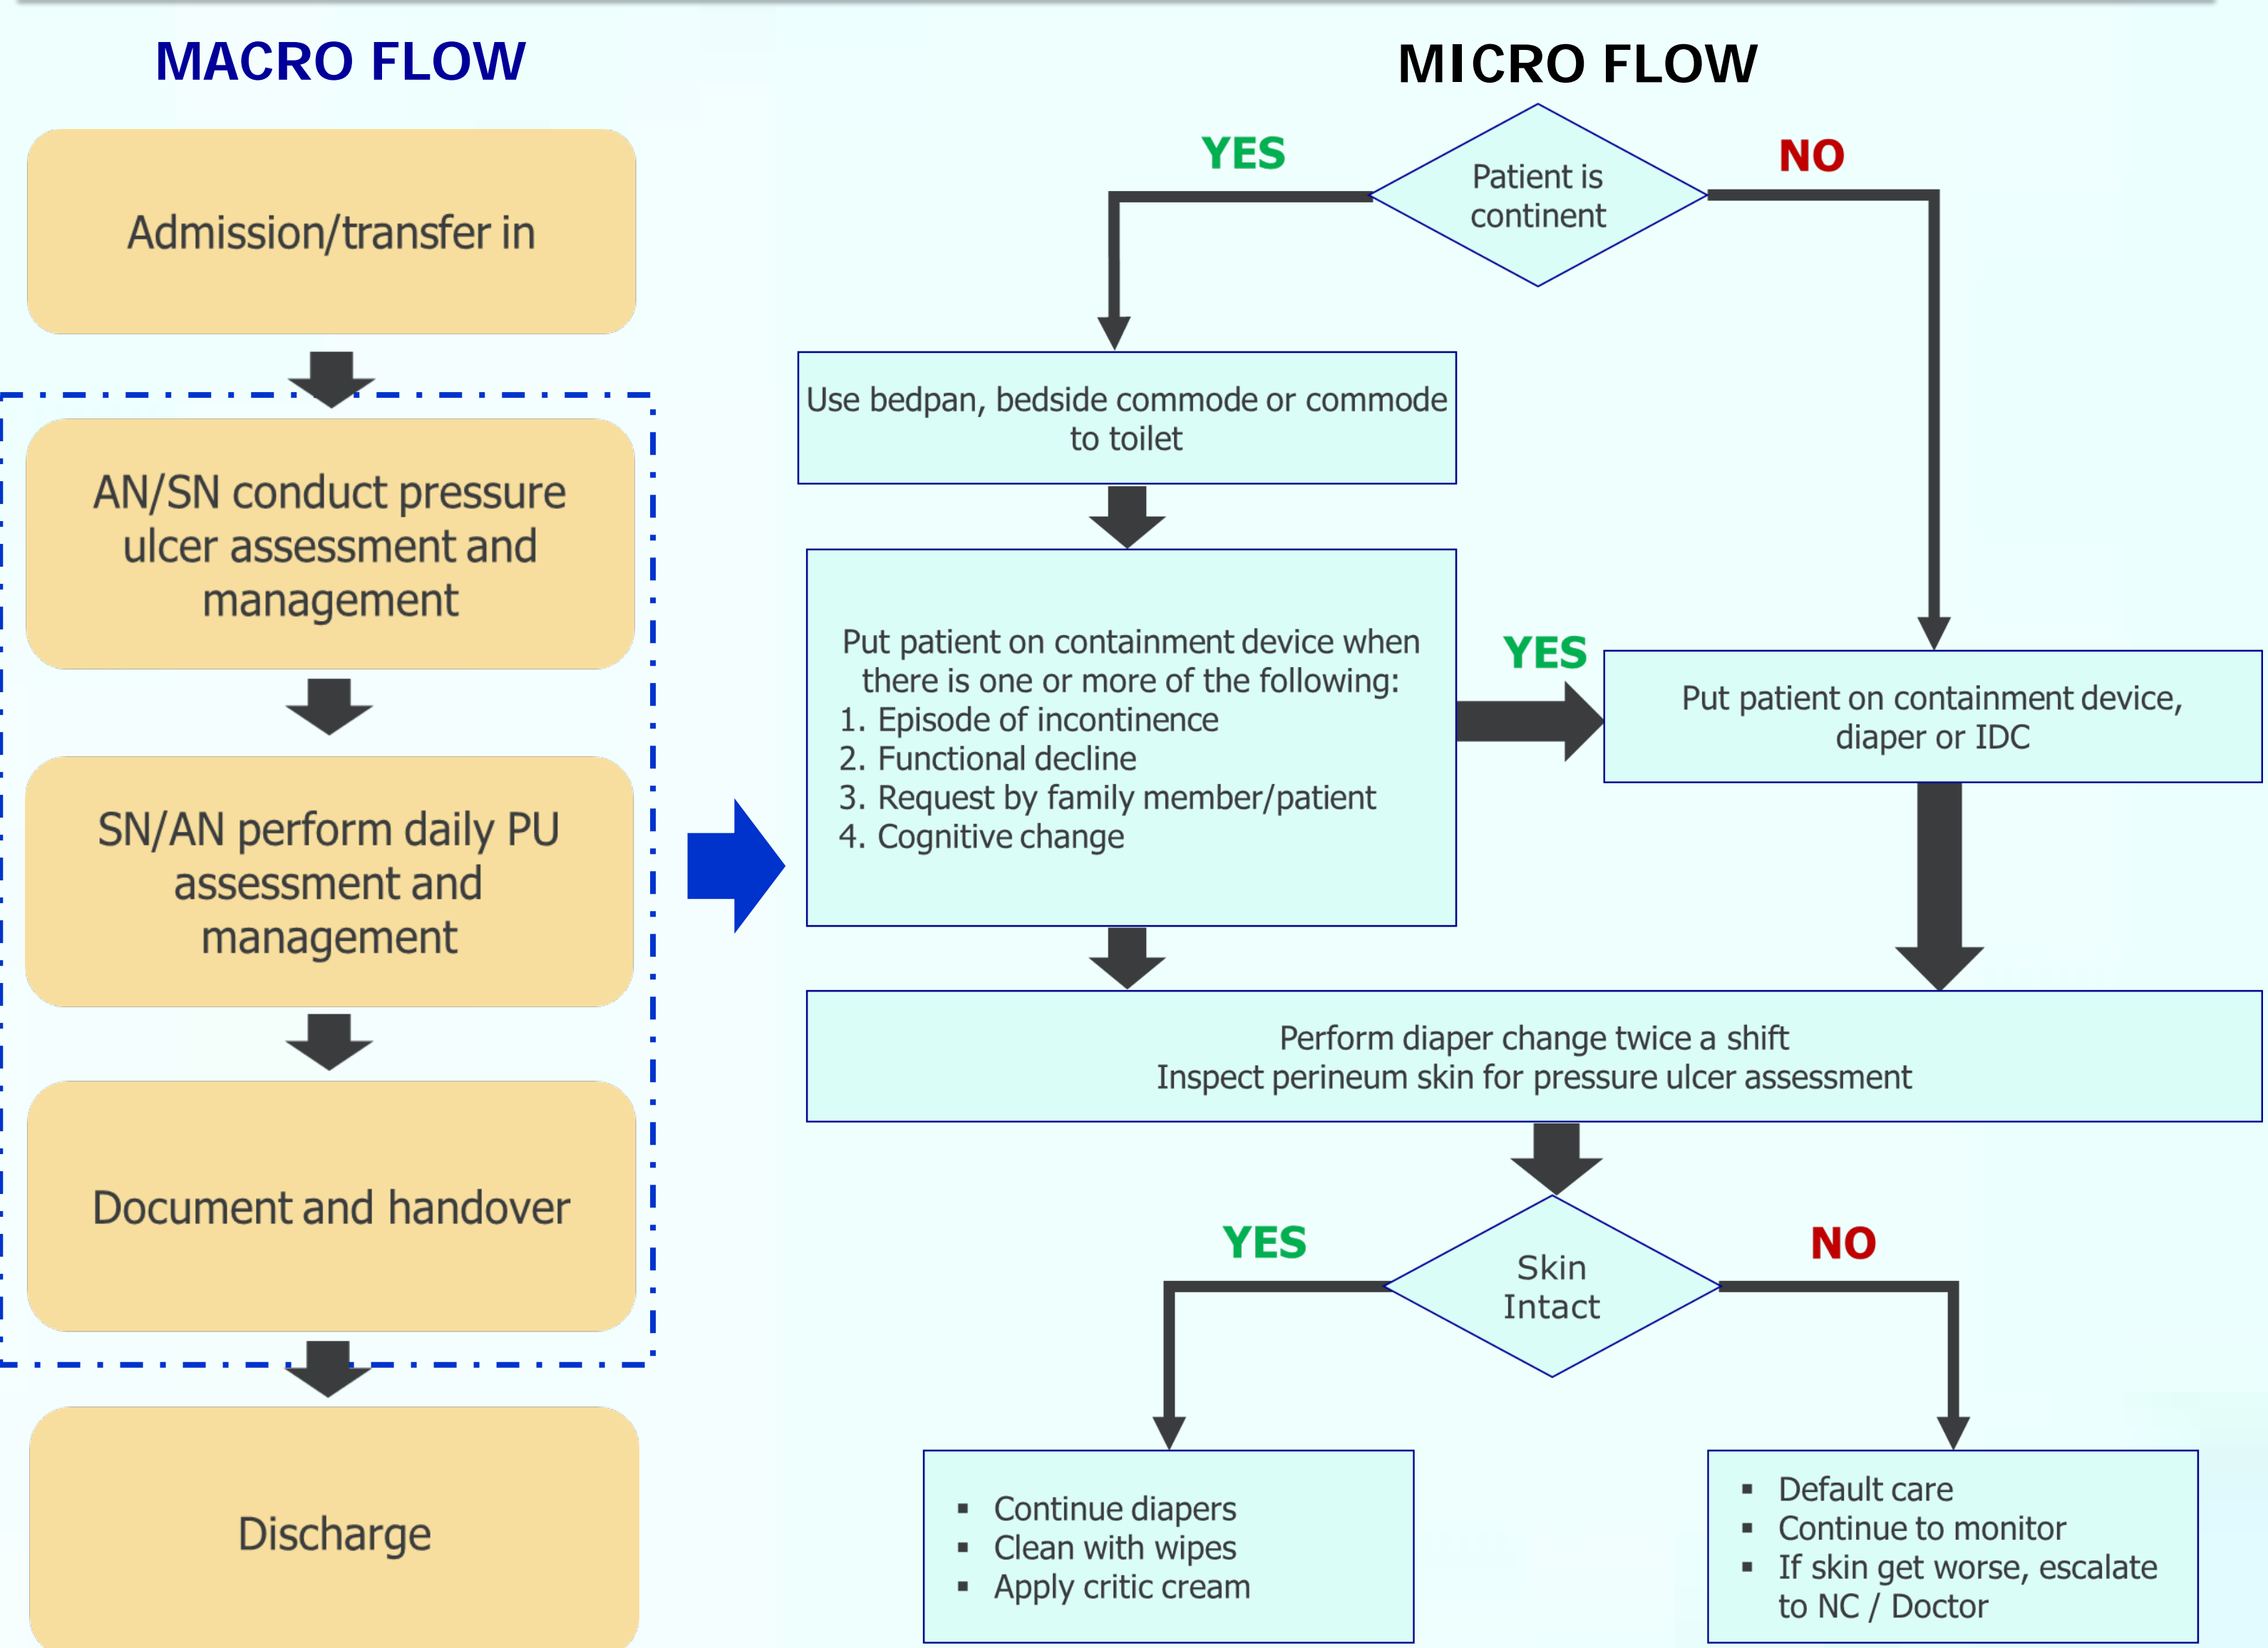 MACRO FLOW
Admission/transfer in
AN/SN conduct pressure
ulcer assessment and
management
SN/AN perform daily PU
assessment and
management
Document and handover
Discharge
MICRO FLOW
Patient is
continent
YES
NO
Use bedpan, bedside commode or commode
to toilet
Put patient on containment device when
there is one or more of the following:
1. Episode of incontinence
2. Functional decline
3. Request by family member/patient
4. Cognitive change
YES
Put patient on containment device,
diaper or IDC
Perform diaper change twice a shift
Inspect perineum skin for pressure ulcer assessment
Skin
Intact
YES
NO
▪ Continue diapers
▪ Clean with wipes
▪ Apply critic cream
▪ Default care
▪ Continue to monitor
▪ If skin get worse, escalate
to NC / Doctor